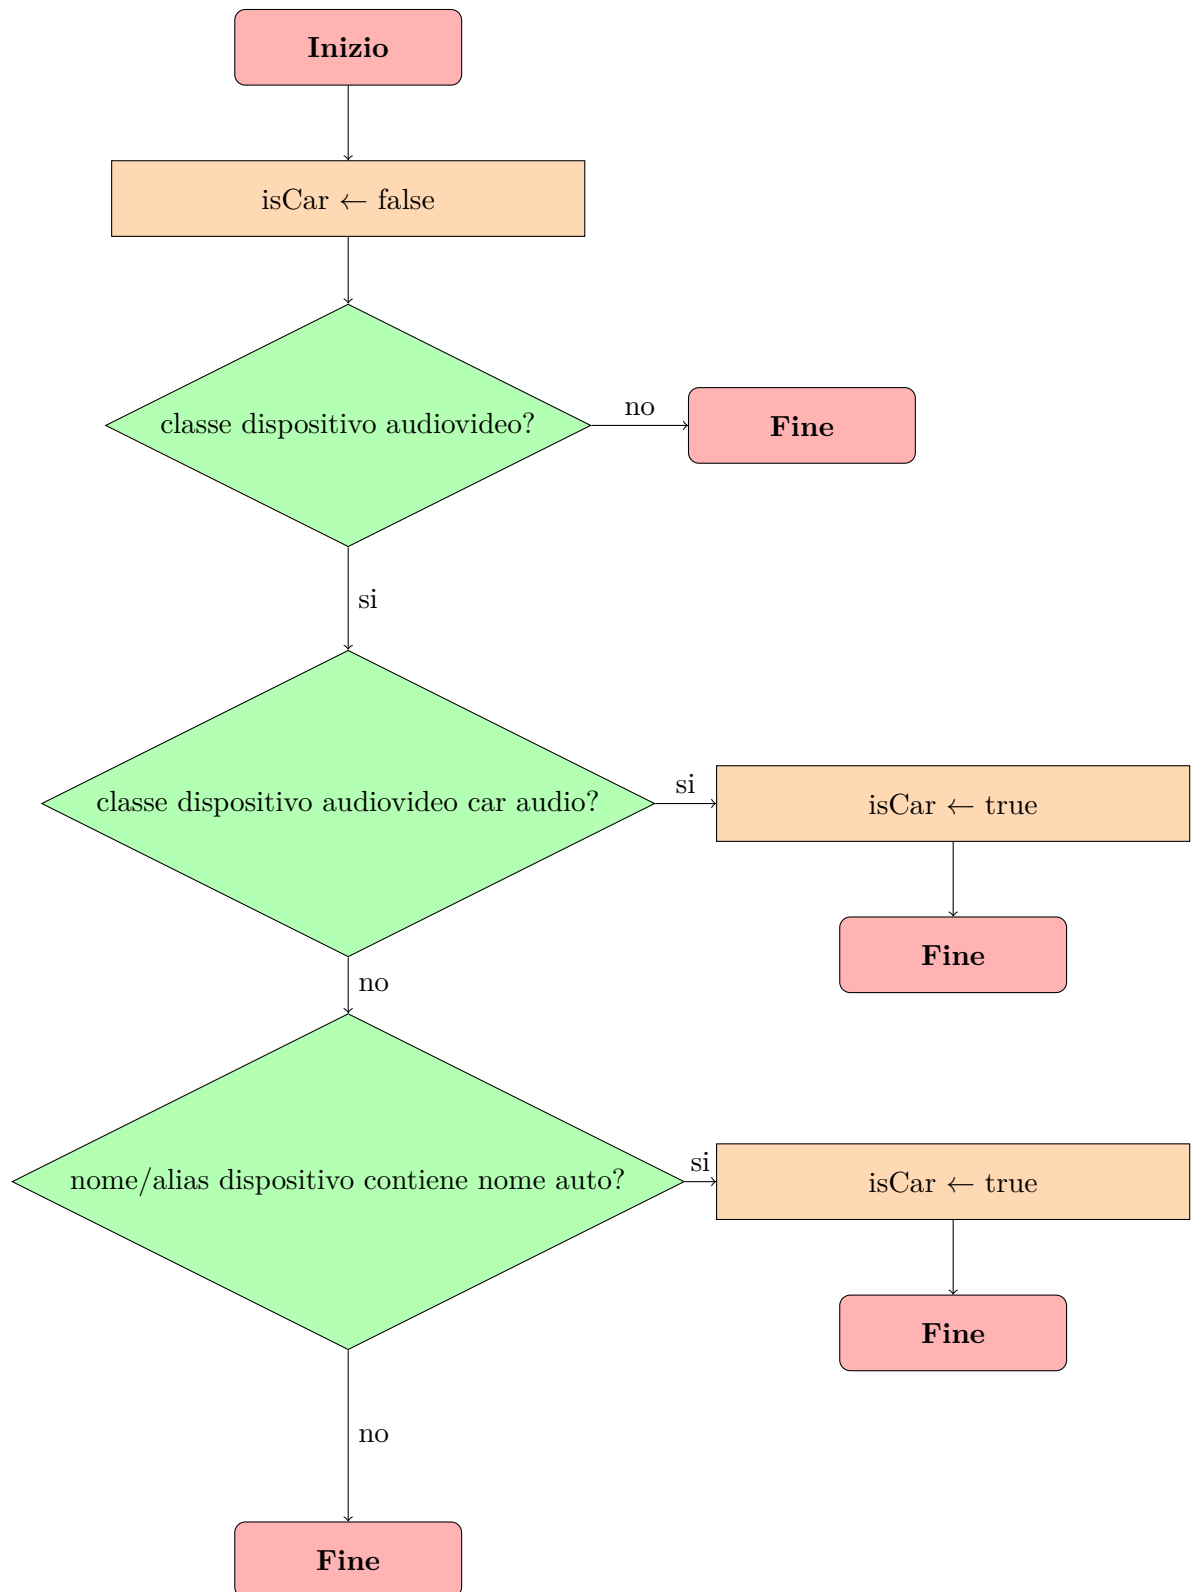 Inizio
isCar ← false
classe dispositivo audiovideo?
no
Fine
si
classe dispositivo audiovideo car audio?
si
isCar ← true
Fine
no
nome/alias dispositivo contiene nome auto?
si
isCar ← true
Fine
no
Fine